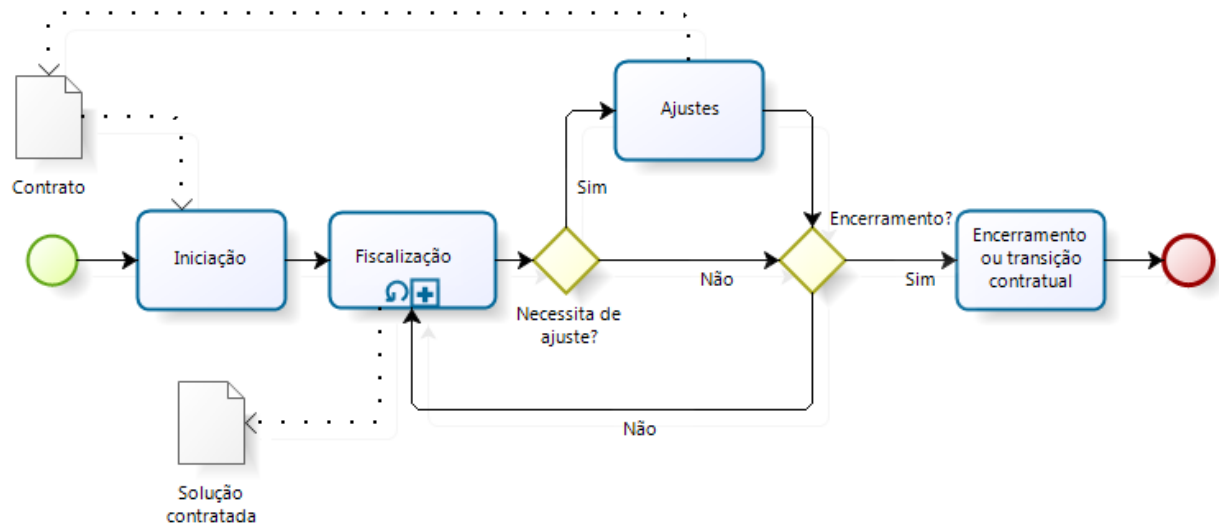 Ajustes
Contrato
Sim
Encerramento?
Iniciação
Fiscalização
Encerramento
ou transição
contratual
Não
Sim
Necessita de
ajuste?
Não
Solução
contratada